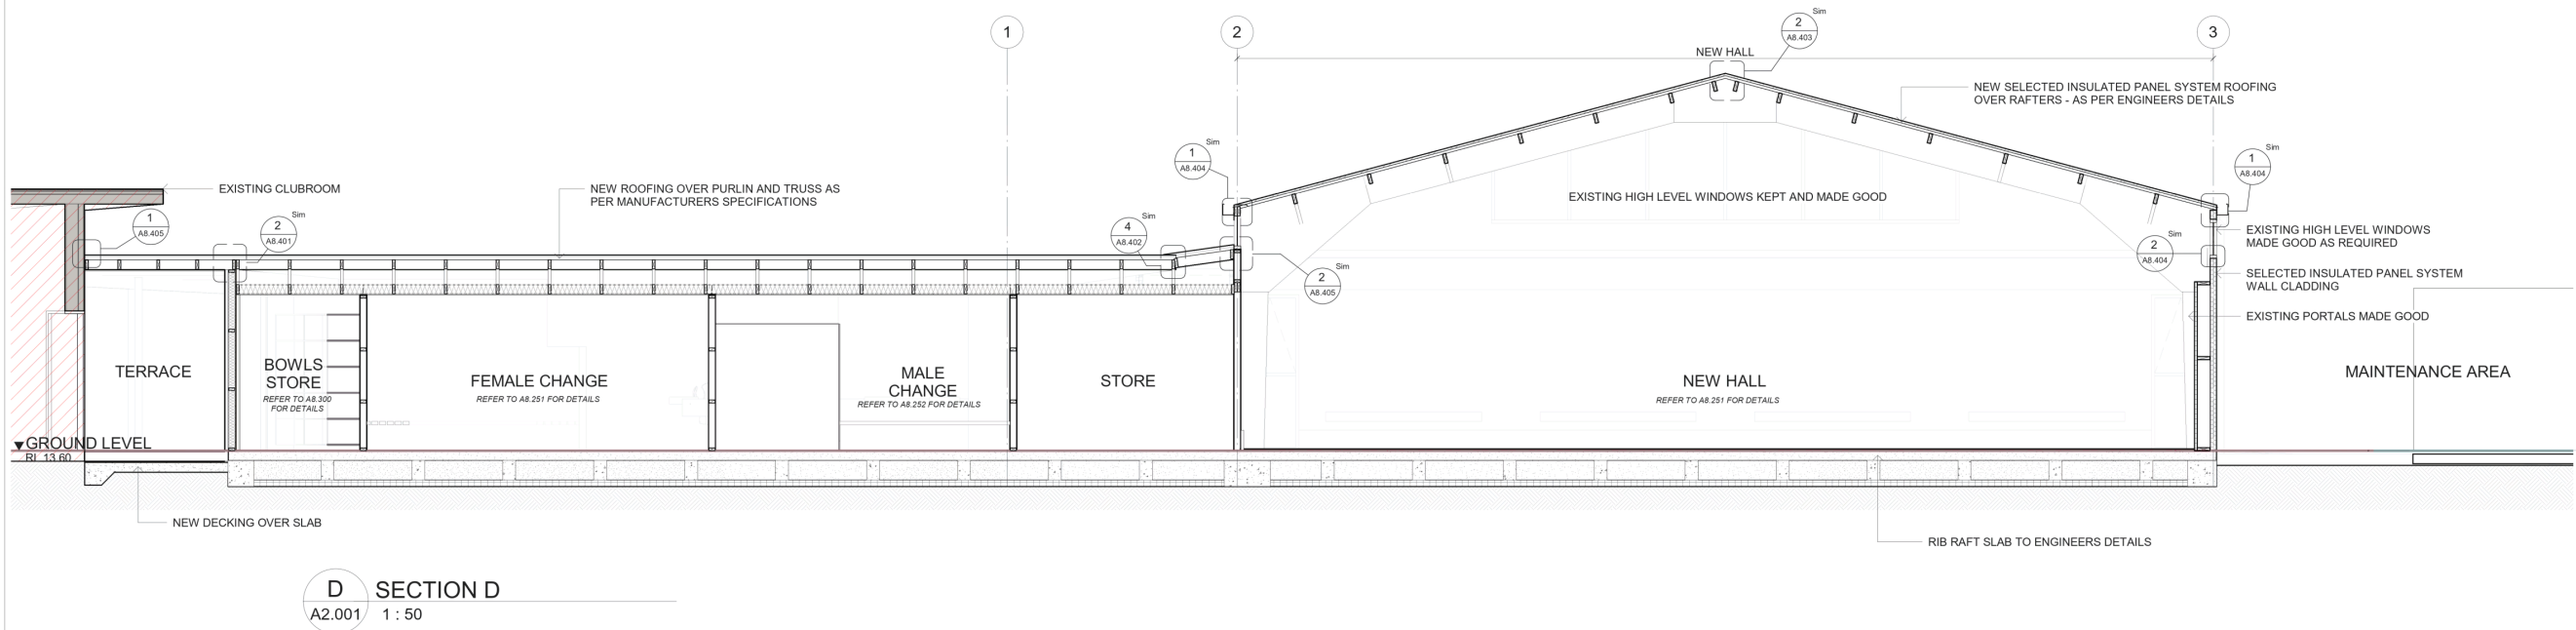 Sim
2
A8.403
1
2
3
NEW HALL
NEW SELECTED INSULATED PANEL SYSTEM ROOFING
OVER RAFTERS - AS PER ENGINEERS DETAILS
Sim
1
A8.404
Sim
1
A8.404
EXISTING CLUBROOM
NEW ROOFING OVER PURLIN AND TRUSS AS
PER MANUFACTURERS SPECIFICATIONS
EXISTING HIGH LEVEL WINDOWS KEPT AND MADE GOOD
1
A8.405
Sim
2
A8.401
Sim
4
A8.402
Sim
2
A8.405
Sim
2
A8.404
EXISTING HIGH LEVEL WINDOWS
MADE GOOD AS REQUIRED
SELECTED INSULATED PANEL SYSTEM
WALL CLADDING
EXISTING PORTALS MADE GOOD
TERRACE
BOWLS
STORE
REFER TO A8.300
FOR DETAILS
FEMALE CHANGE
REFER TO A8.251 FOR DETAILS
MALE
CHANGE
REFER TO A8.252 FOR DETAILS
STORE
NEW HALL
REFER TO A8.251 FOR DETAILS
MAINTENANCE AREA
GROUND LEVEL
RL 13.60
NEW DECKING OVER SLAB
RIB RAFT SLAB TO ENGINEERS DETAILS
D
A2.001
SECTION D
1 : 50